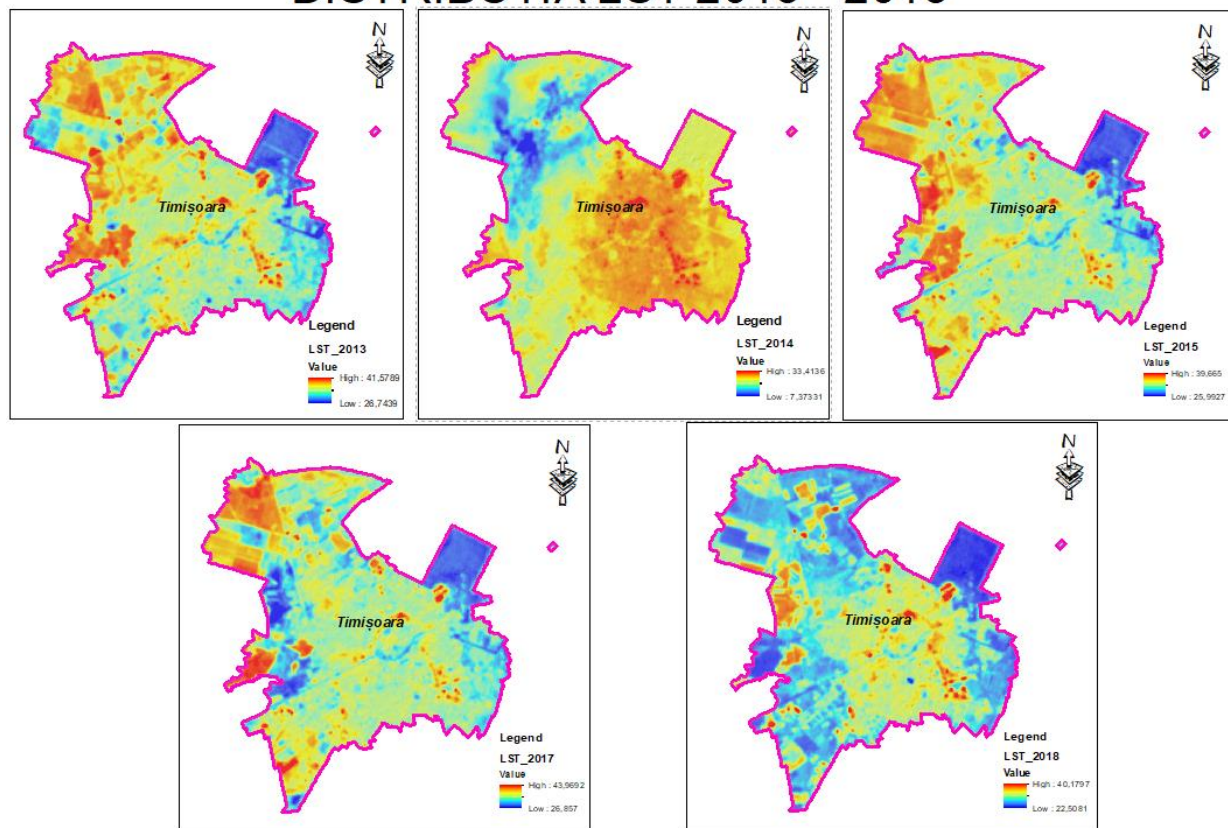 N
Timișoara
Legend
LST_2013
Value
High : 41,5789
Low : 26,7439
N
Timișoara
Legend
LST_2014
Value
High : 33,4136
Low : 7,37331
N
Timișoara
Legend
LST_2015
Value
High : 39,665
Low : 25,9927
N
Timișoara
Legend
LST_2017
Value
High : 43,9692
Low : 26,857
N
Timișoara
Legend
LST_2018
Value
High : 40,1797
Low : 22,5081